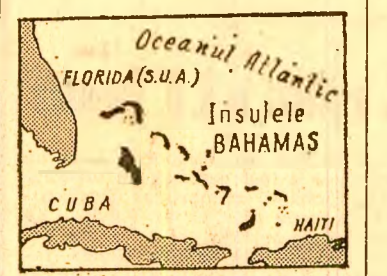 Oceanul Atlantic
FLORIDA (S.U.A.)
Insulele
BAHAMAS
CUBA
HAITI